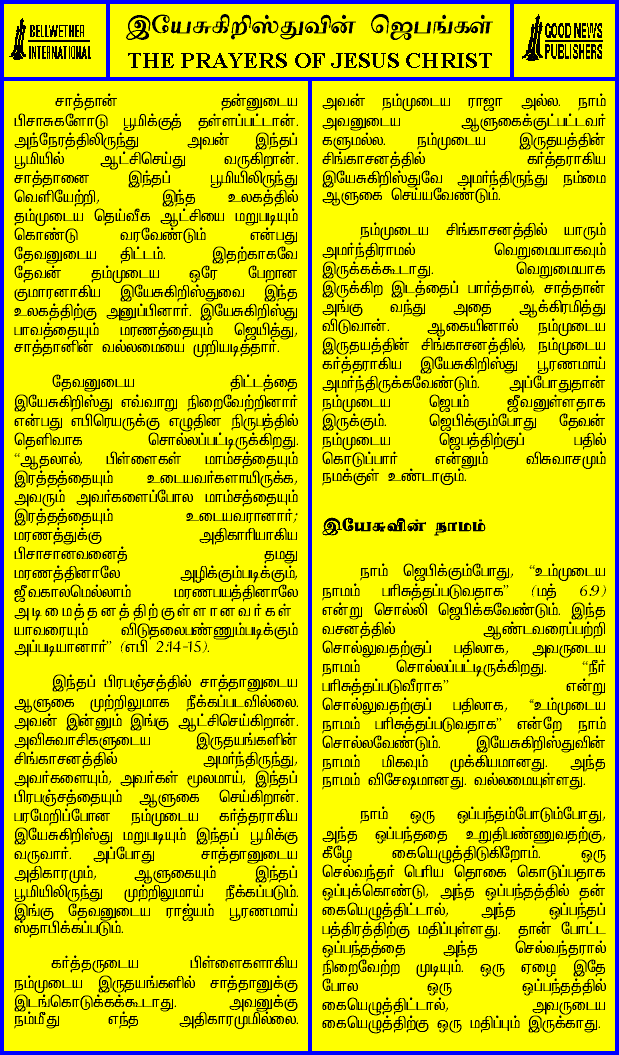 BELLWETHER
INTERNATIONAL
இயேசுகிறிஸ்துவின் ஜெபங்கள்
THE PRAYERS OF JESUS CHRIST
GOOD NEWS
PUBLISHERS
சாத்தான் தன்னுடைய
பிசாசுகளோடு பூமிக்குத் தள்ளப்பட்டான்.
அந்நேரத்திலிருந்து அவன் இந்தப்
பூமியில் ஆட்சிசெய்து வருகிறான்.
சாத்தானை இந்தப் பூமியிலிருந்து
வெளியேற்றி, இந்த உலகத்தில்
தம்முடைய தெய்வீக ஆட்சியை மறுபடியும்
கொண்டு வரவேண்டும் என்பது
தேவனுடைய திட்டம். இதற்காகவே
தேவன் தம்முடைய ஒரே பேறான
குமாரனாகிய இயேசுகிறிஸ்துவை இந்த
உலகத்திற்கு அனுப்பினார். இயேசுகிறிஸ்து
பாவத்தையும் மரணத்தையும் ஜெயித்து,
சாத்தானின் வல்லமையை முறியடித்தார்.
தேவனுடைய திட்டத்தை
இயேசுகிறிஸ்து எவ்வாறு நிறைவேற்றினார்
என்பது எபிரெயருக்கு எழுதின நிருபத்தில்
தெளிவாக சொல்லப்பட்டிருக்கிறது.
“ஆதலால், பிள்ளைகள் மாம்சத்தையும்
இரத்தத்தையும் உடையவர்களாயிருக்க,
அவரும் அவர்களைப்போல மாம்சத்தையும்
இரத்தத்தையும் உடையவரானார்;
மரணத்துக்கு அதிகாரியாகிய
பிசாசானவனைத் தமது
மரணத்தினாலே அழிக்கும்படிக்கும்,
ஜீவகாலமெல்லாம் மரணபயத்தினாலே
அடிமைத்தனத்திற்குள்ளானவர்கள்
யாவரையும் விடுதலைபண்ணும்படிக்கும்
அப்படியானார்” (எபி 2:14-15).
இந்தப் பிரபஞ்சத்தில் சாத்தானுடைய
ஆளுகை முற்றிலுமாக நீக்கப்படவில்லை.
அவன் இன்னும் இங்கு ஆட்சிசெய்கிறான்.
அவிசுவாசிகளுடைய இருதயங்களின்
சிங்காசனத்தில் அமர்ந்திருந்து,
அவர்களையும், அவர்கள் மூலமாய், இந்தப்
பிரபஞ்சத்தையும் ஆளுகை செய்கிறான்.
பரமேறிப்போன நம்முடைய கர்த்தராகிய
இயேசுகிறிஸ்து மறுபடியும் இந்தப் பூமிக்கு
வருவார். அப்போது சாத்தானுடைய
அதிகாரமும், ஆளுகையும் இந்தப்
பூமியிலிருந்து முற்றிலுமாய் நீக்கப்படும்.
இங்கு தேவனுடைய ராஜ்யம் பூரணமாய்
ஸ்தாபிக்கப்படும்.
கர்த்தருடைய பிள்ளைகளாகிய
நம்முடைய இருதயங்களில் சாத்தானுக்கு
இடங்கொடுக்கக்கூடாது. அவனுக்கு
நம்மீது எந்த அதிகாரமுமில்லை.
அவன் நம்முடைய ராஜா அல்ல. நாம்
அவனுடைய ஆளுகைக்குட்பட்டவர்
களுமல்ல. நம்முடைய இருதயத்தின்
சிங்காசனத்தில் கர்த்தராகிய
இயேசுகிறிஸ்துவே அமர்ந்திருந்து நம்மை
ஆளுகை செய்யவேண்டும்.
நம்முடைய சிங்காசனத்தில் யாரும்
அமர்ந்திராமல் வெறுமையாகவும்
இருக்கக்கூடாது. வெறுமையாக
இருக்கிற இடத்தைப் பார்த்தால், சாத்தான்
அங்கு வந்து அதை ஆக்கிரமித்து
விடுவான். ஆகையினால் நம்முடைய
இருதயத்தின் சிங்காசனத்தில், நம்முடைய
கர்த்தராகிய இயேசுகிறிஸ்து பூரணமாய்
அமர்ந்திருக்கவேண்டும். அப்போதுதான்
நம்முடைய ஜெபம் ஜீவனுள்ளதாக
இருக்கும். ஜெபிக்கும்போது தேவன்
நம்முடைய ஜெபத்திற்குப் பதில்
கொடுப்பார் என்னும் விசுவாசமும்
நமக்குள் உண்டாகும்.
இயேசுவின் நாமம்
நாம் ஜெபிக்கும்போது, “உம்முடைய
நாமம் பரிசுத்தப்படுவதாக” (மத் 6:9)
என்று சொல்லி ஜெபிக்கவேண்டும். இந்த
வசனத்தில் ஆண்டவரைப்பற்றி
சொல்லுவதற்குப் பதிலாக, அவருடைய
நாமம் சொல்லப்பட்டிருக்கிறது. “நீர்
பரிசுத்தப்படுவீராக” என்று
சொல்லுவதற்குப் பதிலாக, “உம்முடைய
நாமம் பரிசுத்தப்படுவதாக” என்றே நாம்
சொல்லவேண்டும். இயேசுகிறிஸ்துவின்
நாமம் மிகவும் முக்கியமானது. அந்த
நாமம் விசேஷமானது. வல்லமையுள்ளது.
நாம் ஒரு ஒப்பந்தம்போடும்போது,
அந்த ஒப்பந்ததை உறுதிபண்ணுவதற்கு,
கீழே கையெழுத்திடுகிறோம். ஒரு
செல்வந்தர் பெரிய தொகை கொடுப்பதாக
ஒப்புக்கொண்டு, அந்த ஒப்பந்தத்தில் தன்
கையெழுத்திட்டால், அந்த ஒப்பந்தப்
பத்திரத்திற்கு மதிப்புள்ளது. தான் போட்ட
ஒப்பந்தத்தை அந்த செல்வந்தரால்
நிறைவேற்ற முடியும். ஒரு ஏழை இதே
போல ஒரு ஒப்பந்தத்தில்
கையெழுத்திட்டால், அவருடைய
கையெழுத்திற்கு ஒரு மதிப்பும் இருக்காது.